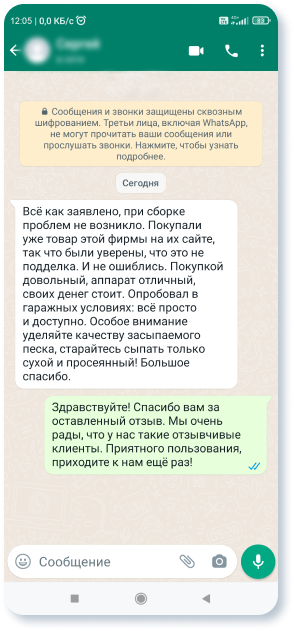 12:05 | 0,0 КБ/с
83
Сообщения и звонки защищены сквозным
шифрованием. Третьи лица, включая WhatsApp,
не могут прочитать ваши сообщения или
прослушать звонки. Нажмите, чтобы узнать
подробнее.
Сегодня
Всё как заявлено, при сборке
проблем не возникло. Покупали
уже товар этой фирмы на их сайте,
так что были уверены, что это не
подделка. И не ошиблись. Покупкой
довольный, аппарат отличный,
своих денег стоит. Опробовал в
гаражных условиях: всё просто
и доступно. Особое внимание
уделяйте качеству засыпаемого
песка, старайтесь сыпать только
сухой и просеянный! Большое
спасибо.
Здравствуйте! Спасибо вам за
оставленный отзыв. Мы очень
рады, что у нас такие отзывчивые
клиенты. Приятного пользования,
приходите к нам ещё раз!
Сообщение